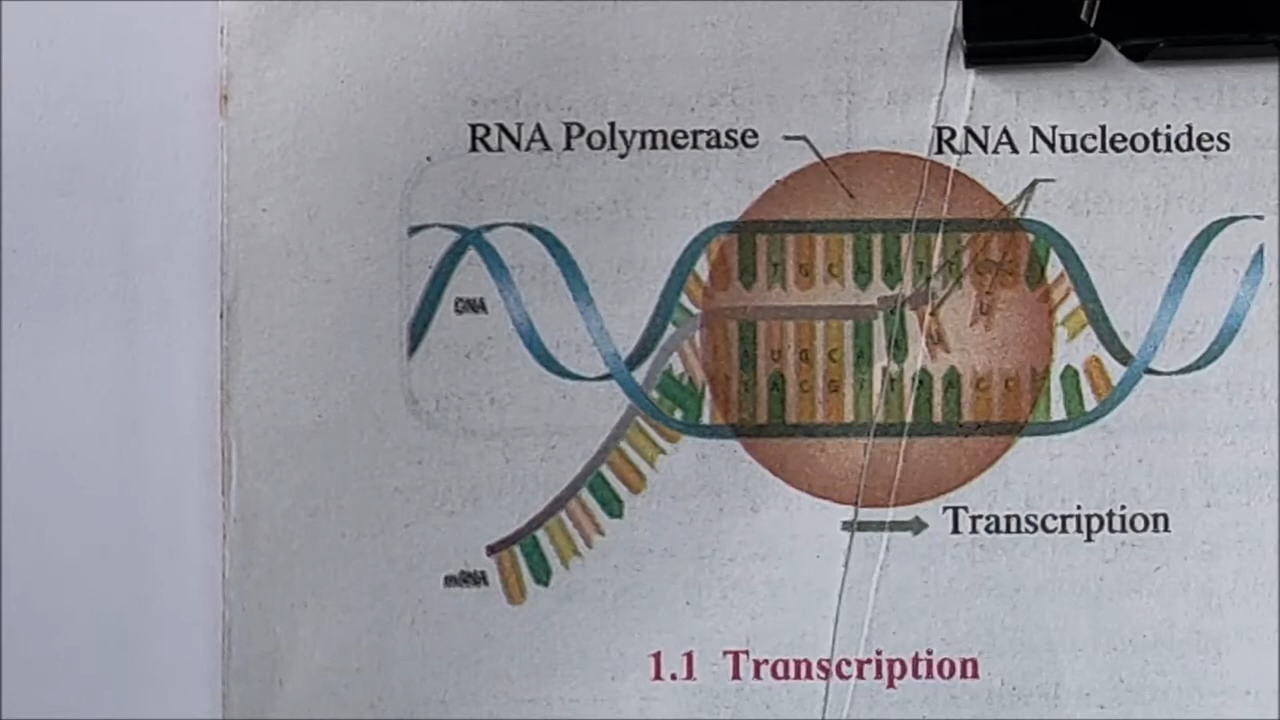 RNA Polymerase
RNA Nucleotides
DNA
T G C A A T
A U G C A
T A C G T T
mRNA
Transcription
1.1 Transcription